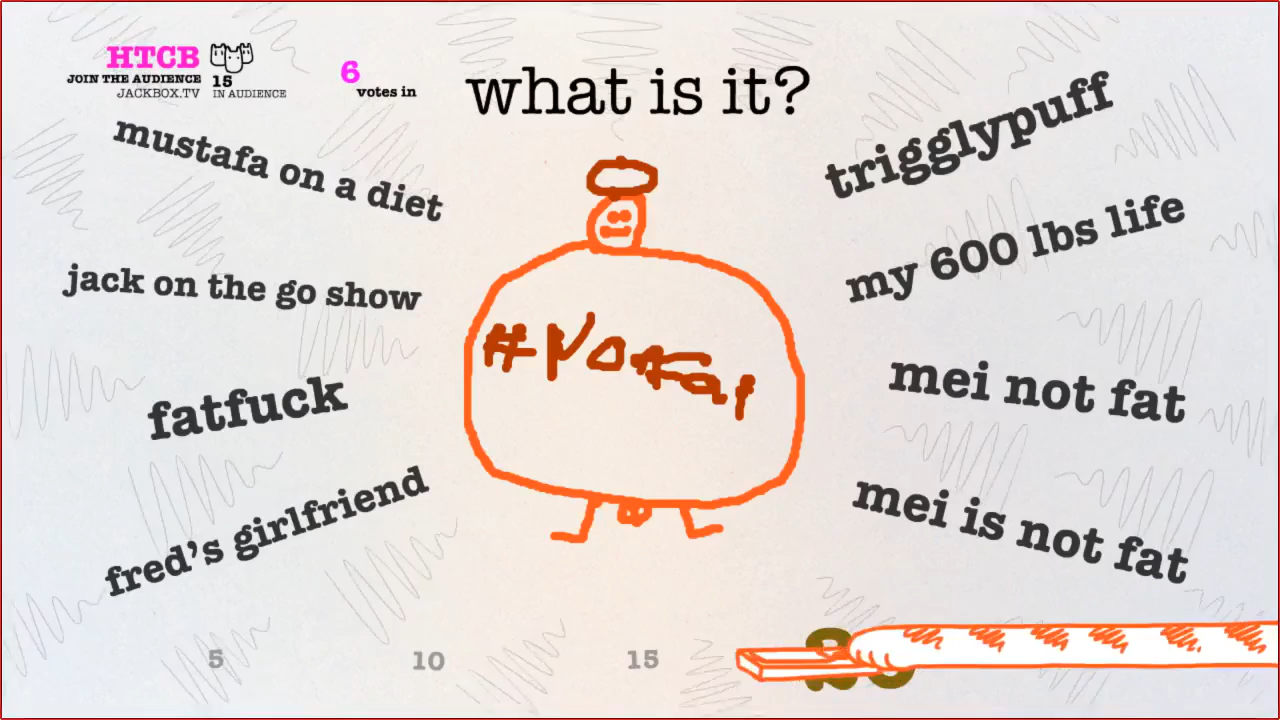 HTCB
JOIN THE AUDIENCE
JACKBOX.TV
15
IN AUDIENCE
6
votes in
what is it?
mustafa on a diet
jack on the go show
fatfuck
fred's girlfriend
trigglypuff
my 600 lbs life
mei not fat
mei is not fat
5
10
15